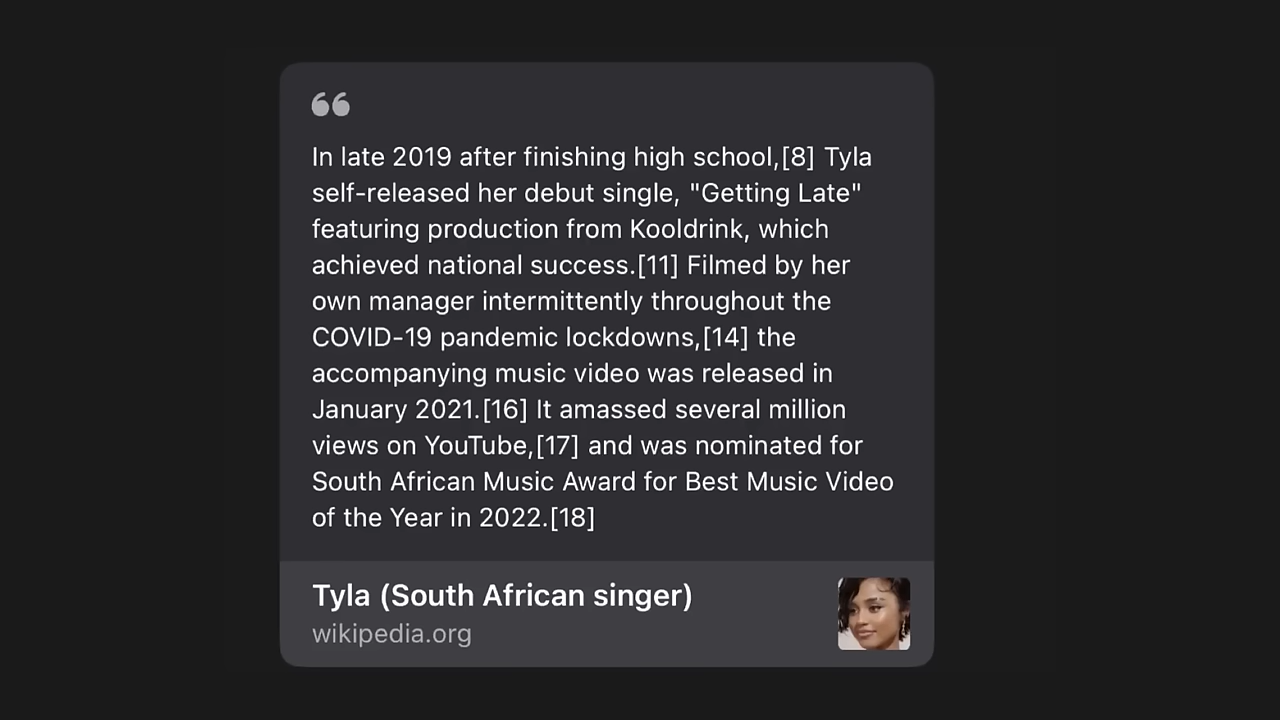 “
In late 2019 after finishing high school,[8] Tyla
self-released her debut single, "Getting Late"
featuring production from Kooldrink, which
achieved national success.[11] Filmed by her
own manager intermittently throughout the
COVID-19 pandemic lockdowns,[14] the
accompanying music video was released in
January 2021.[16] It amassed several million
views on YouTube,[17] and was nominated for
South African Music Award for Best Music Video
of the Year in 2022.[18]
Tyla (South African singer)
wikipedia.org